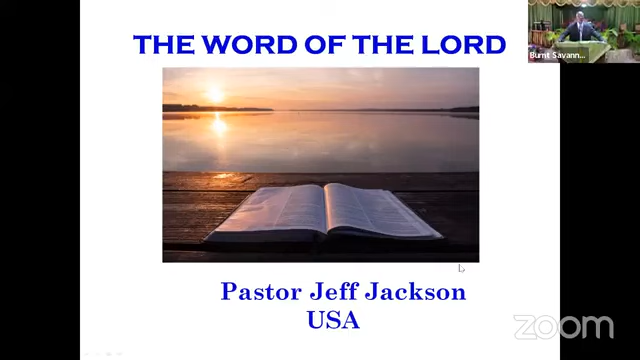 THE WORD OF THE LORD
Burnt Savann...
Pastor Jeff Jackson
USA
zoom